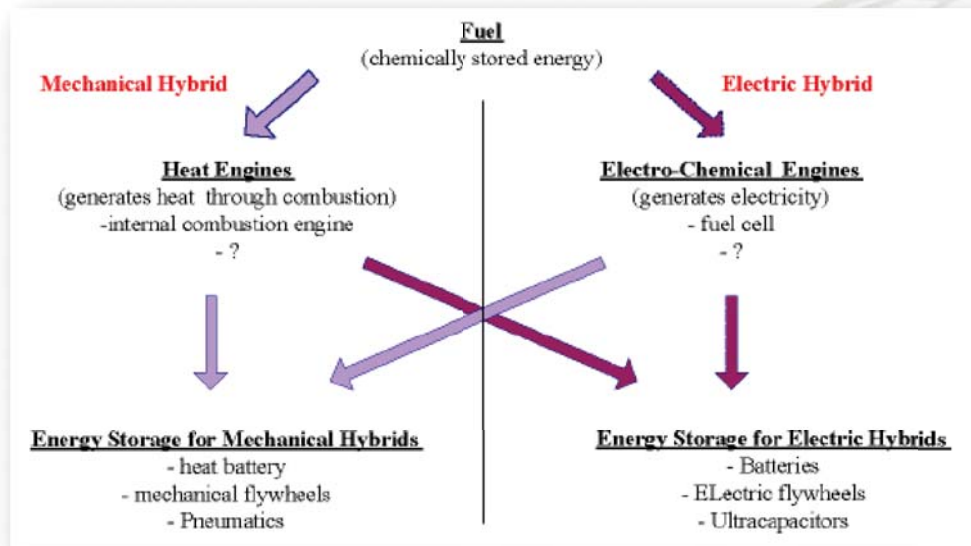 Fuel
(chemically stored energy)
Mechanical Hybrid
Electric Hybrid
Heat Engines
(generates heat through combustion)
-internal combustion engine
- ?
Electro-Chemical Engines
(generates electricity)
- fuel cell
- ?
Energy Storage for Mechanical Hybrids
- heat battery
- mechanical flywheels
- Pneumatics
Energy Storage for Electric Hybrids
- Batteries
- ELectric flywheels
- Ultracapacitors